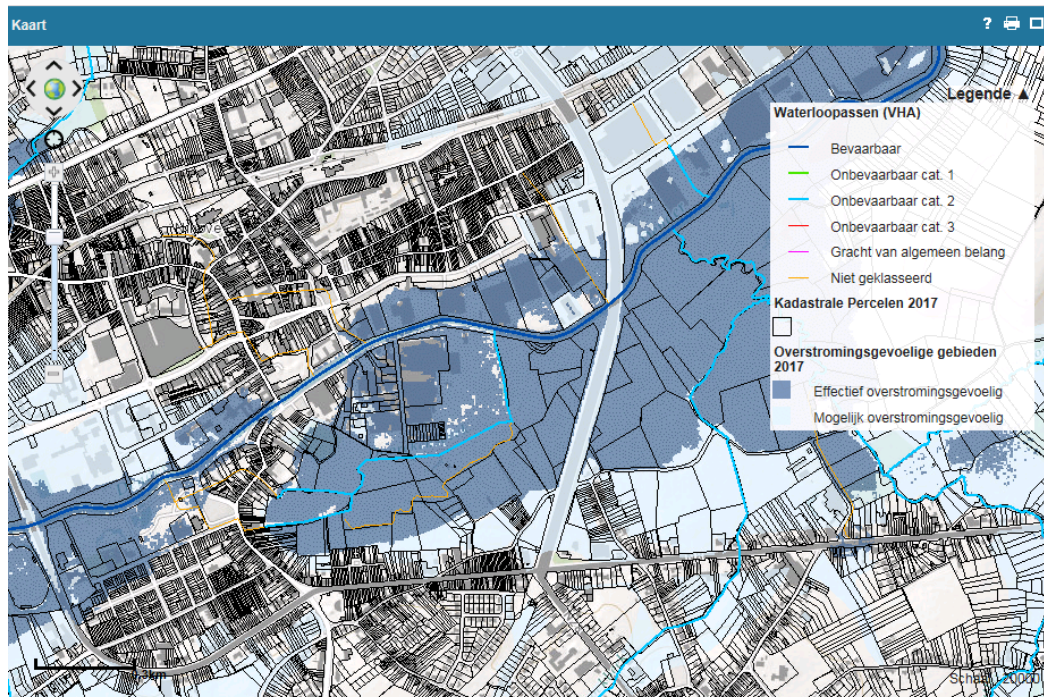 Kaart
?
Legende ▲
Waterloopassen (VHA)
Bevaarbaar
Onbevaarbaar cat. 1
Onbevaarbaar cat. 2
Onbevaarbaar cat. 3
Gracht van algemeen belang
Niet geklasseerd
Kadastrale Percelen 2017
Overstromingsgevoelige gebieden
2017
Effectief overstromingsgevoelig
Mogelijk overstromingsgevoelig